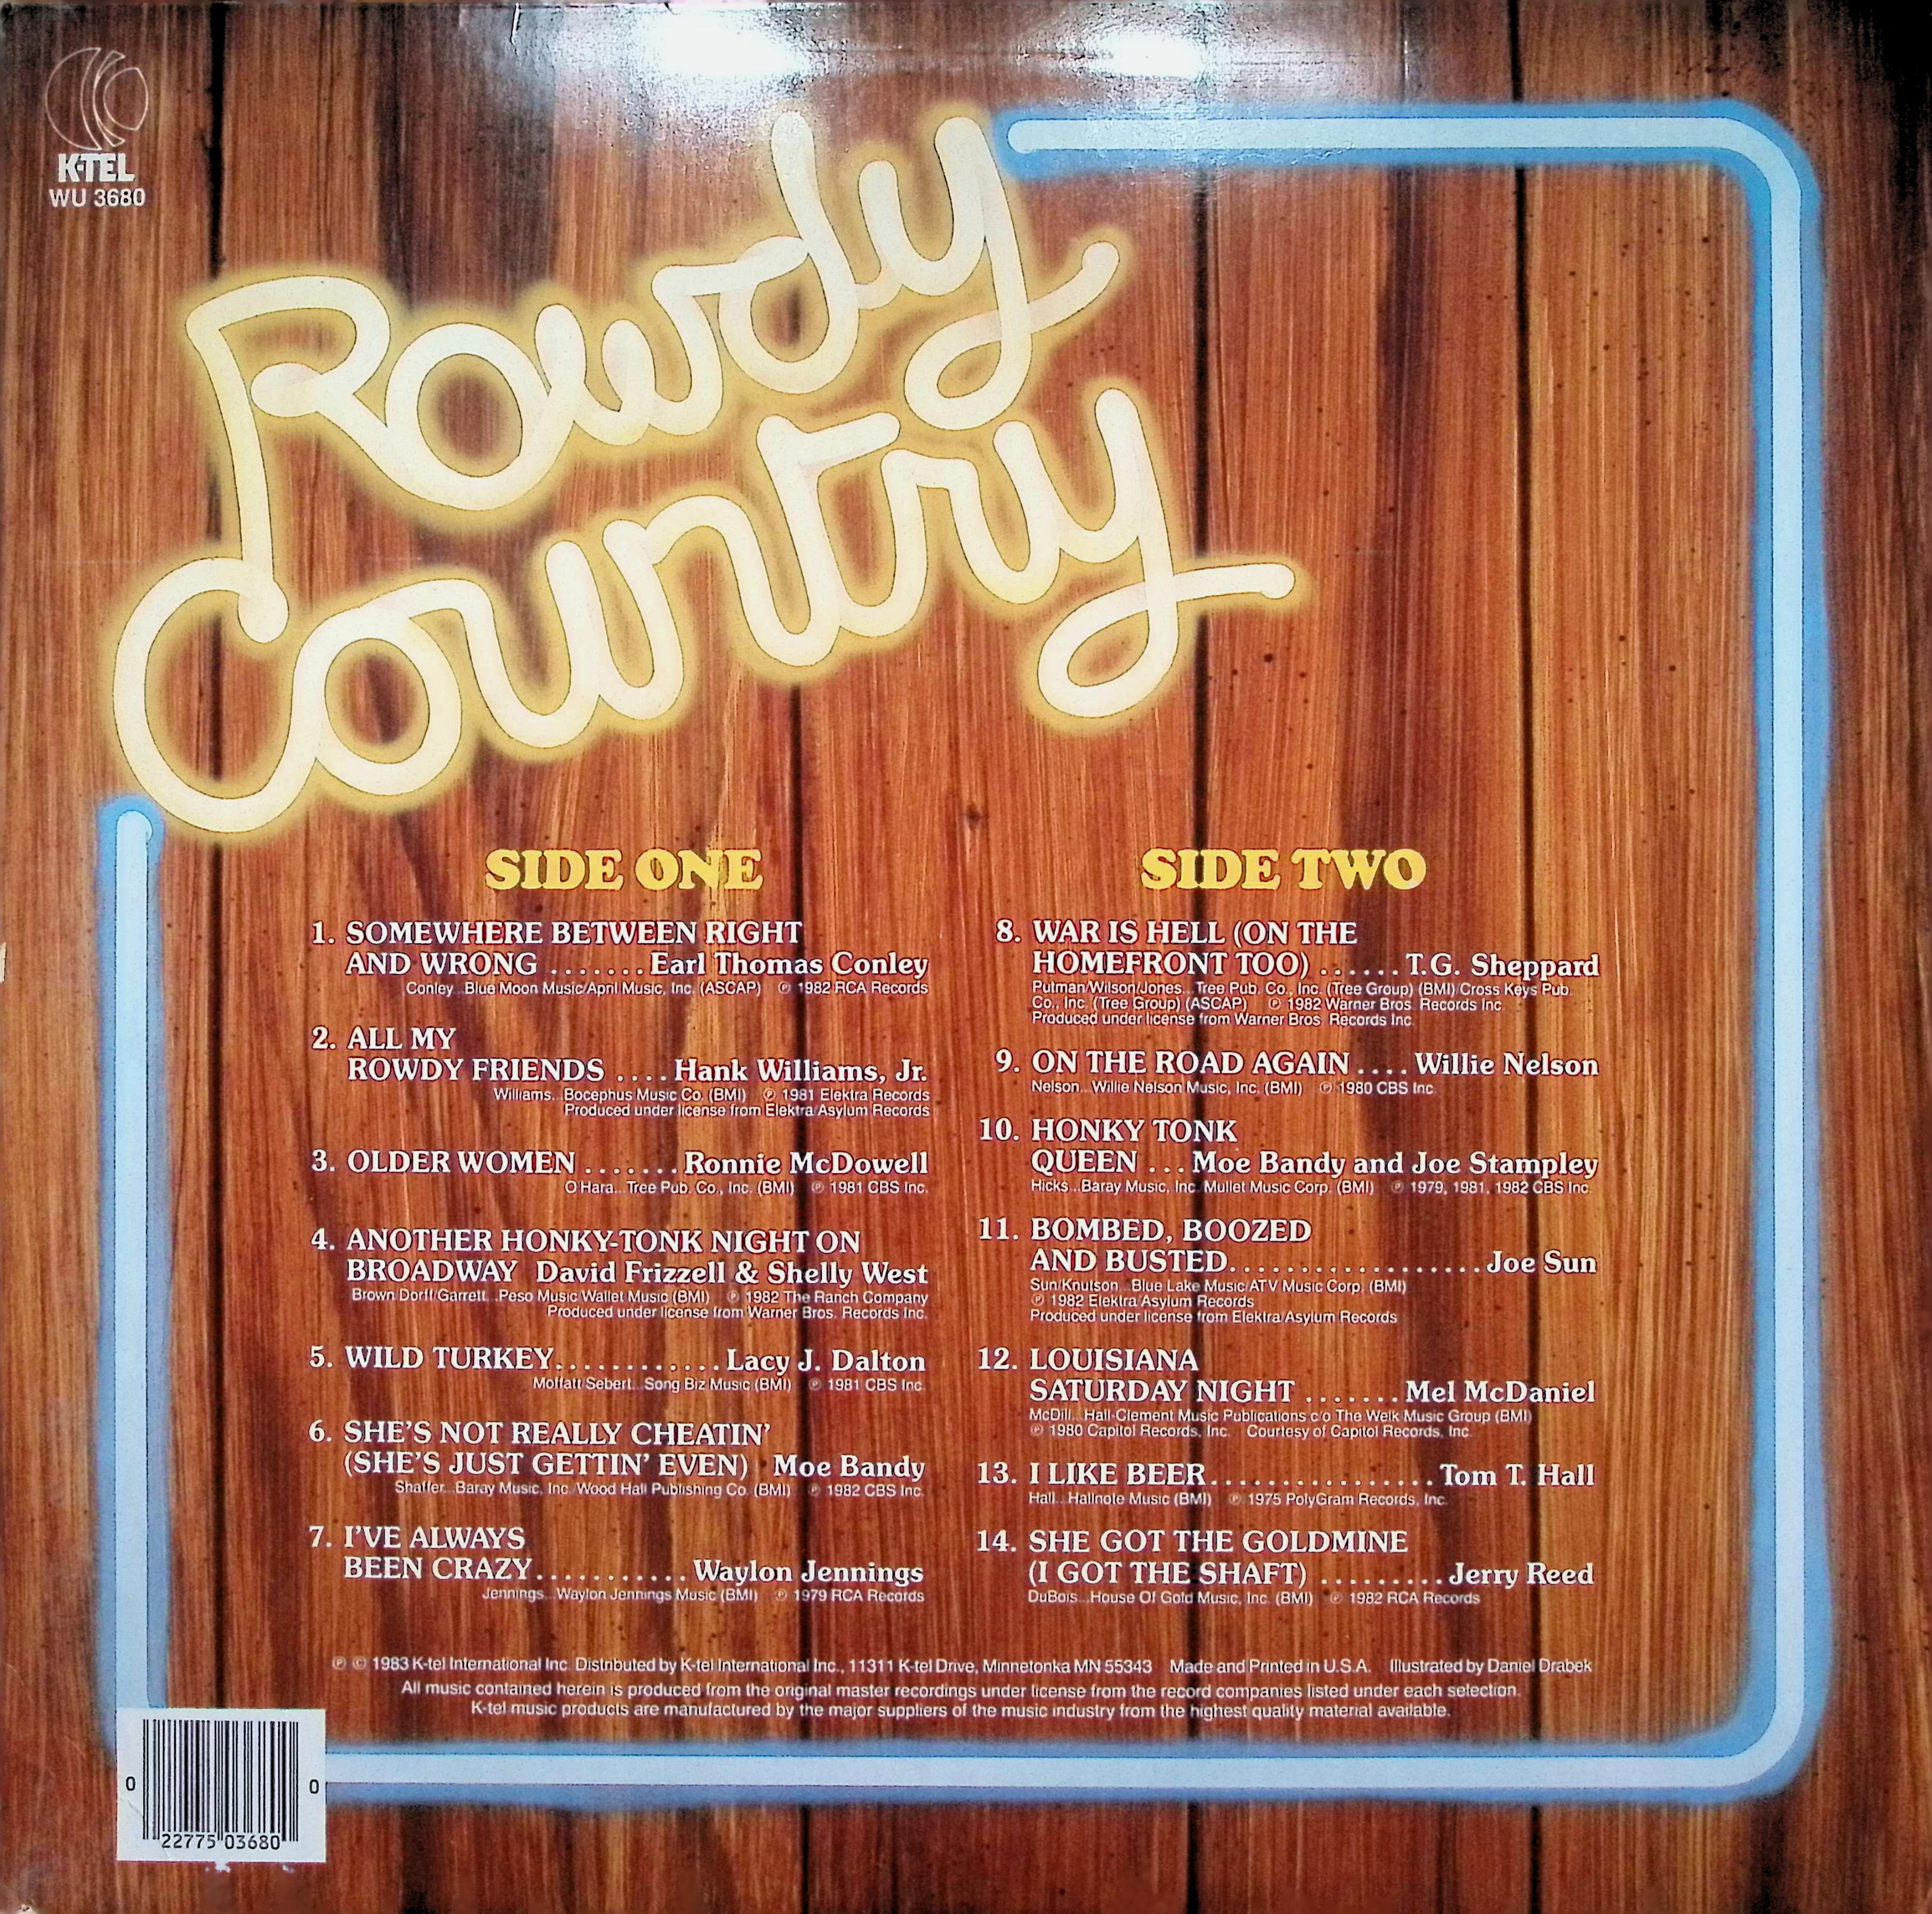 K-TEL
WU 3680
Rowdy
Country
SIDE ONE
1. SOMEWHERE BETWEEN RIGHT
AND WRONG ....... Earl Thomas Conley
Conley...Blue Moon Music/April Music, Inc. (ASCAP) ℗ 1982 RCA Records
2. ALL MY
ROWDY FRIENDS .... Hank Williams, Jr.
Williams...Bocephus Music Co. (BMI) ℗ 1981 Elektra Records
Produced under license from Elektra/Asylum Records
3. OLDER WOMEN ....... Ronnie McDowell
O'Hara...Tree Pub. Co., Inc. (BMI) ℗ 1981 CBS Inc.
4. ANOTHER HONKY-TONK NIGHT ON
BROADWAY David Frizzell & Shelly West
Brown/Dorff/Garrett...Peso Music/Wallet Music (BMI) ℗ 1982 The Ranch Company
Produced under license from Warner Bros. Records Inc.
5. WILD TURKEY............ Lacy J. Dalton
Moffatt/Sebert...Song Biz Music (BMI) ℗ 1981 CBS Inc.
6. SHE'S NOT REALLY CHEATIN'
(SHE'S JUST GETTIN' EVEN) Moe Bandy
Shaffer...Baray Music, Inc./Wood Hall Publishing Co. (BMI) ℗ 1982 CBS Inc.
7. I'VE ALWAYS
BEEN CRAZY........... Waylon Jennings
Jennings...Waylon Jennings Music (BMI) ℗ 1979 RCA Records
SIDE TWO
8. WAR IS HELL (ON THE
HOMEFRONT TOO) ...... T.G. Sheppard
Putman/Wilson/Jones...Tree Pub. Co., Inc. (Tree Group) (BMI)/Cross Keys Pub.
Co., Inc. (Tree Group) (ASCAP) ℗ 1982 Warner Bros. Records Inc.
Produced under license from Warner Bros. Records Inc.
9. ON THE ROAD AGAIN .... Willie Nelson
Nelson...Willie Nelson Music, Inc. (BMI) ℗ 1980 CBS Inc.
10. HONKY TONK
QUEEN ... Moe Bandy and Joe Stampley
Hicks...Baray Music, Inc./Mullet Music Corp. (BMI) ℗ 1979, 1981, 1982 CBS Inc.
11. BOMBED, BOOZED
AND BUSTED.................. Joe Sun
Sun/Knutson...Blue Lake Music/ATV Music Corp. (BMI)
℗ 1982 Elektra/Asylum Records
Produced under license from Elektra/Asylum Records
12. LOUISIANA
SATURDAY NIGHT ....... Mel McDaniel
McDill...Hall-Clement Music Publications c/o The Welk Music Group (BMI)
℗ 1980 Capitol Records, Inc. Courtesy of Capitol Records, Inc.
13. I LIKE BEER................ Tom T. Hall
Hall...Hallnote Music (BMI) ℗ 1975 PolyGram Records, Inc.
14. SHE GOT THE GOLDMINE
(I GOT THE SHAFT) ......... Jerry Reed
DuBois...House Of Gold Music, Inc. (BMI) ℗ 1982 RCA Records
℗ © 1983 K-tel International Inc. Distributed by K-tel International Inc., 11311 K-tel Drive, Minnetonka MN 55343 Made and Printed in U.S.A. Illustrated by Daniel Drabek
All music contained herein is produced from the original master recordings under license from the record companies listed under each selection.
K-tel music products are manufactured by the major suppliers of the music industry from the highest quality material available.
0 22775 03680 0